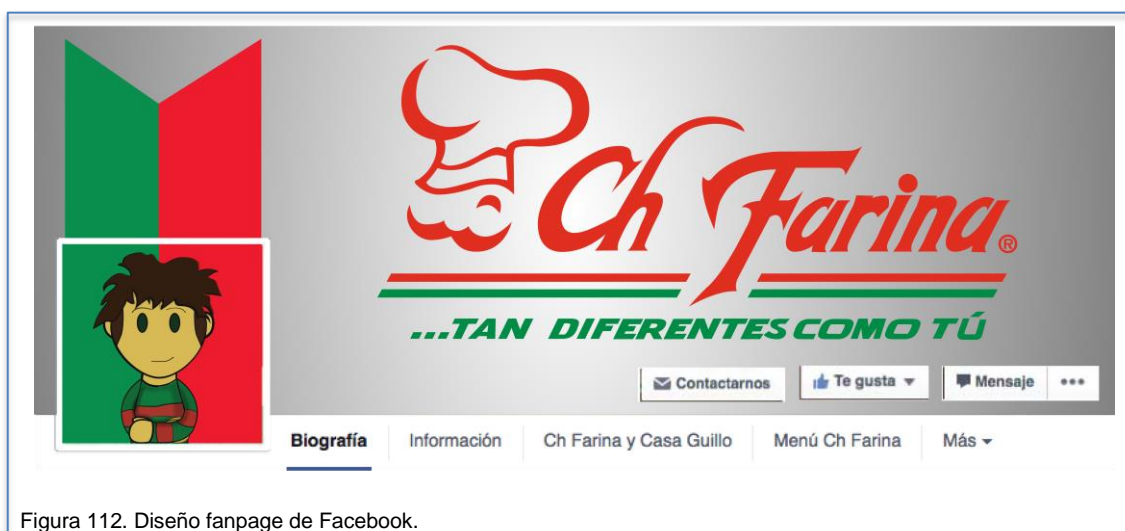 Ch Farina®
...TAN DIFERENTES COMO TÚ
Contactarnos Te gusta Mensaje
Biografía Información Ch Farina y Casa Guillo Menú Ch Farina Más
Figura 112. Diseño fanpage de Facebook.